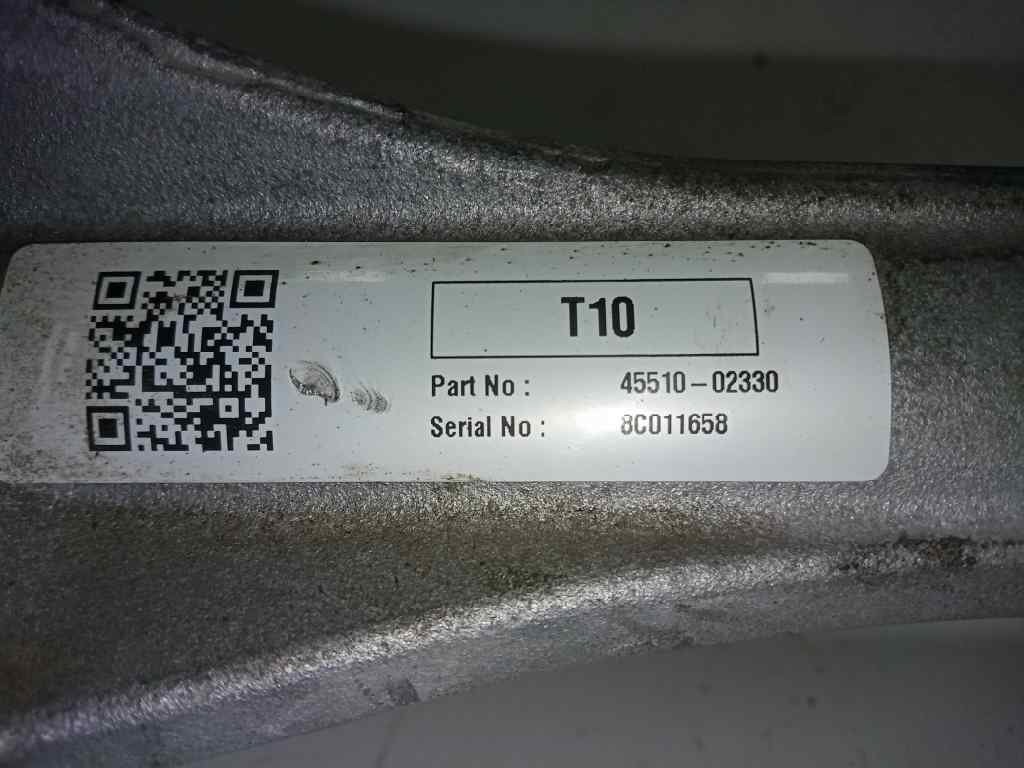 T10
Part No : 45510-02330
Serial No : 8C011658